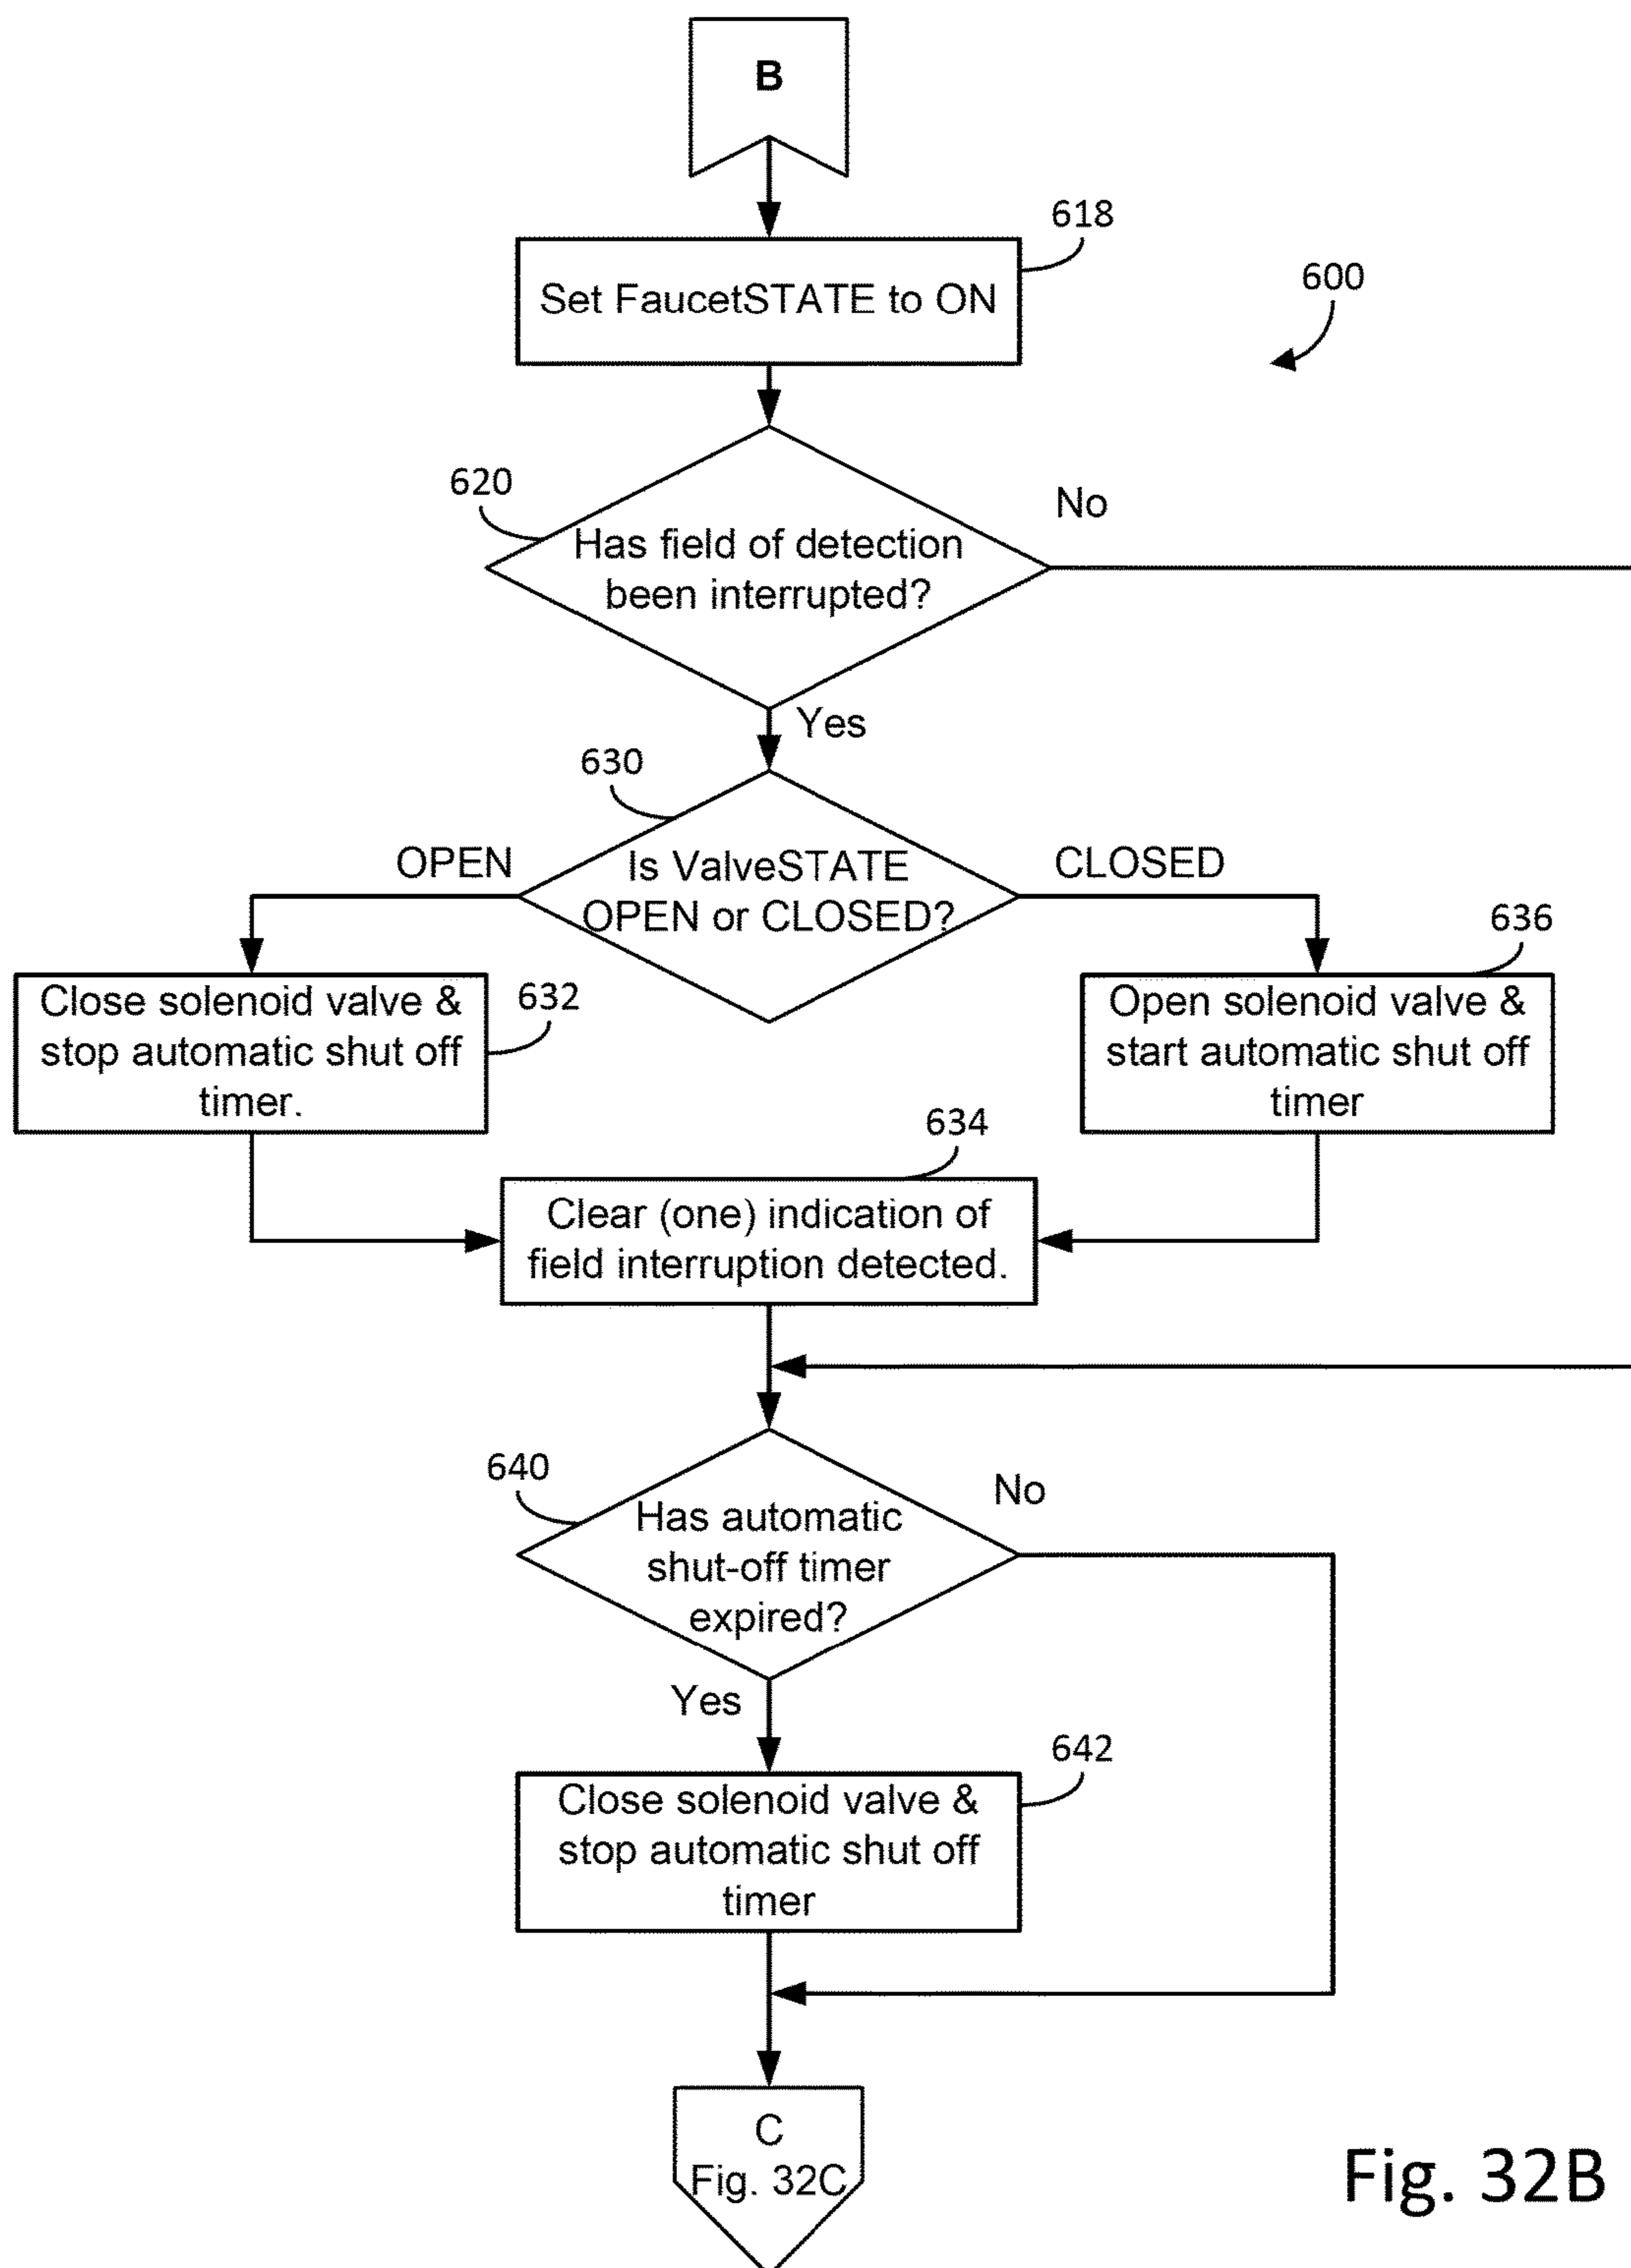 B
618
Set FaucetSTATE to ON
600
620
No
Has field of detection
been interrupted?
Yes
630
OPEN
Is ValveSTATE
OPEN or CLOSED?
CLOSED
636
Close solenoid valve &
stop automatic shut off
timer.
632
Open solenoid valve &
start automatic shut off
timer
634
Clear (one) indication of
field interruption detected.
640
No
Has automatic
shut-off timer
expired?
Yes
642
Close solenoid valve &
stop automatic shut off
timer
C
Fig. 32C
Fig. 32B